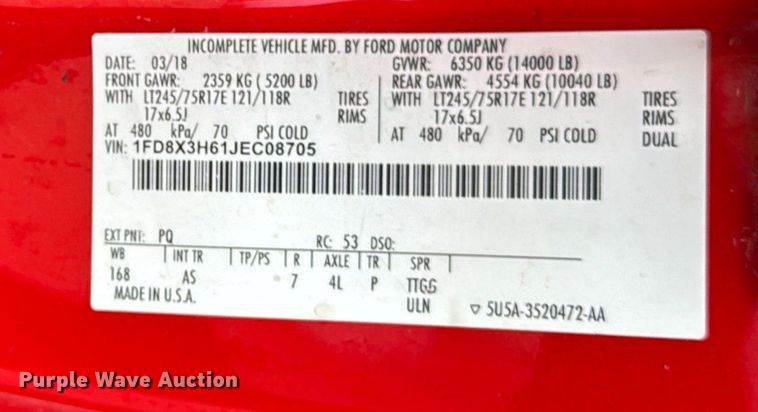 INCOMPLETE VEHICLE MFD. BY FORD MOTOR COMPANY
DATE: 03/18 GVWR: 6350 KG (14000 LB)
FRONT GAWR: 2359 KG ( 5200 LB) REAR GAWR: 4554 KG (10040 LB)
WITH LT245/75R17E 121/118R TIRES WITH LT245/75R17E 121/118R TIRES
17x6.5J RIMS 17x6.5J RIMS
AT 480 kPa/ 70 PSI COLD AT 480 kPa/ 70 PSI COLD DUAL
VIN: 1FD8X3H61JEC08705
EXT PNT: PQ RC: 53 DSO:
WB INT TR TP/PS R AXLE TR SPR
168 AS 7 4L P TTGG
MADE IN U.S.A. ULN ▽ 5U5A-3520472-AA
Purple Wave Auction